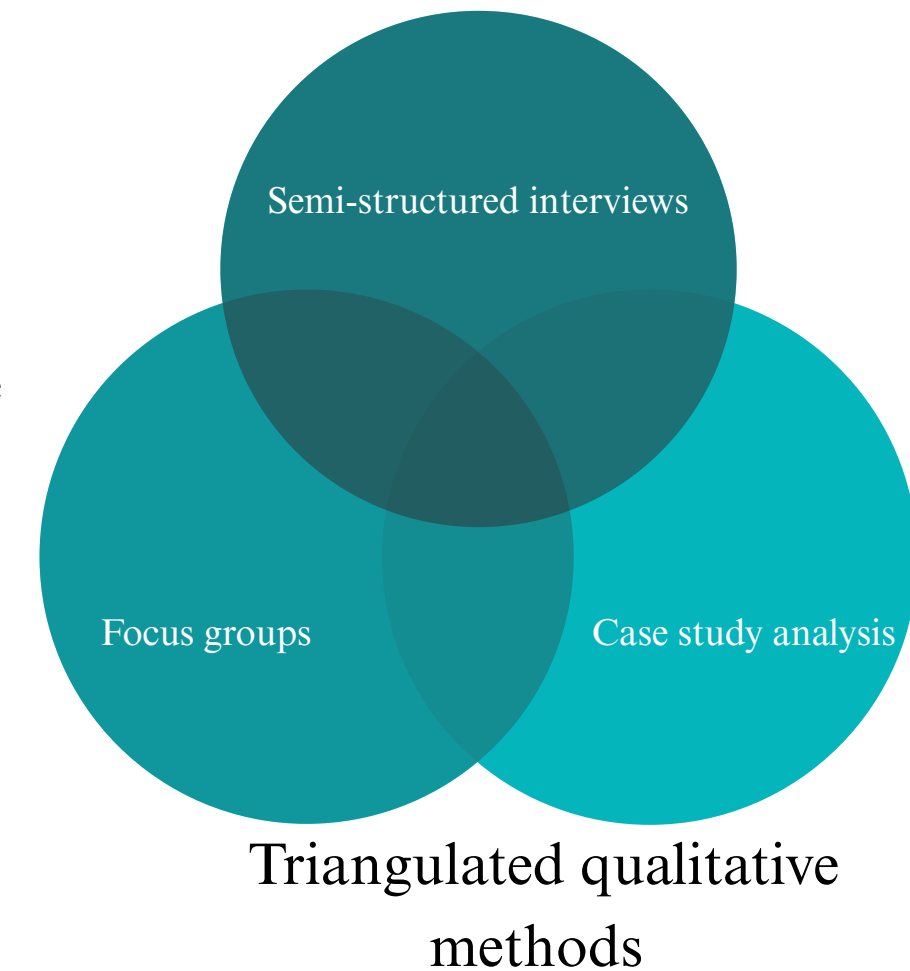 Semi-structured interviews
Focus groups
Case study analysis
Triangulated qualitative
methods